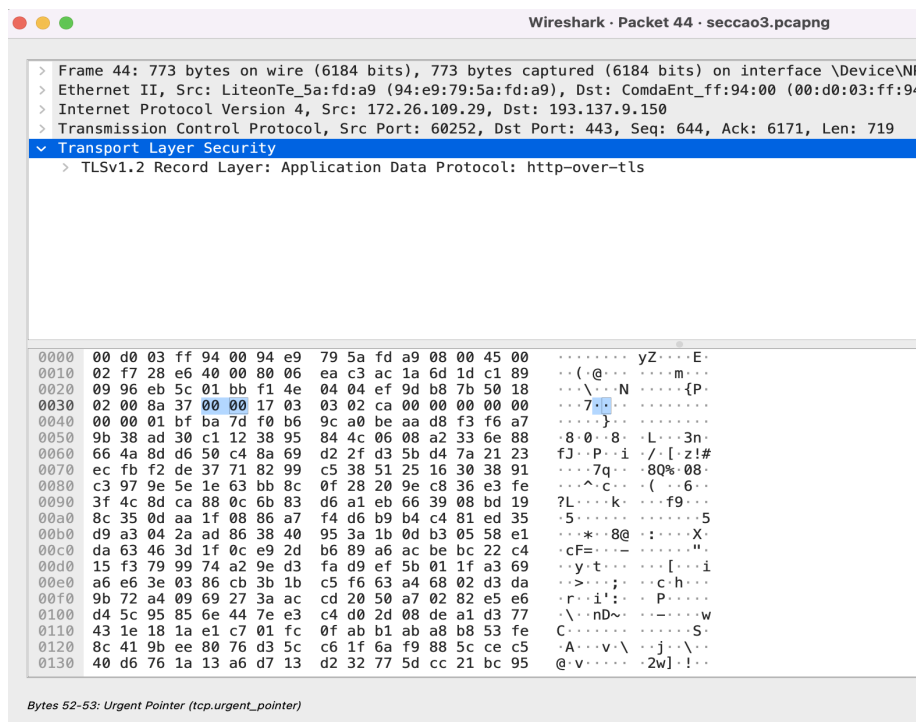 Wireshark · Packet 44 · seccao3.pcapng
> Frame 44: 773 bytes on wire (6184 bits), 773 bytes captured (6184 bits) on interface \Device\NP
> Ethernet II, Src: LiteonTe_5a:fd:a9 (94:e9:79:5a:fd:a9), Dst: ComdaEnt_ff:94:00 (00:d0:03:ff:94
> Internet Protocol Version 4, Src: 172.26.109.29, Dst: 193.137.9.150
> Transmission Control Protocol, Src Port: 60252, Dst Port: 443, Seq: 644, Ack: 6171, Len: 719
Transport Layer Security
> TLSv1.2 Record Layer: Application Data Protocol: http-over-tls
0000 00 d0 03 ff 94 00 94 e9 79 5a fd a9 08 00 45 00 ········ yZ····E·
0010 02 f7 28 e6 40 00 80 06 ea c3 ac 1a 6d 1d c1 89 ··(·@··· ····m···
0020 09 96 eb 5c 01 bb f1 4e 04 04 ef 9d b8 7b 50 18 ···\···N ·····{P·
0030 02 00 8a 37 00 00 17 03 03 02 ca 00 00 00 00 00 ···7···· ········
0040 00 00 01 bf ba 7d f0 b6 9c a0 be aa d8 f3 f6 a7 ·····}·· ········
0050 9b 38 ad 30 c1 12 38 95 84 4c 06 08 a2 33 6e 88 ·8·0··8· ·L···3n·
0060 66 4a 8d d6 50 c4 8a 69 d2 2f d3 5b d4 7a 21 23 fJ··P··i ·/·[·z!#
0070 ec fb f2 de 37 71 82 99 c5 38 51 25 16 30 38 91 ····7q·· ·8Q%·08·
0080 c3 97 9e 5e 1e 63 bb 8c 0f 28 20 9e c8 36 e3 fe ···^·c·· ·( ··6··
0090 3f 4c 8d ca 88 0c 6b 83 d6 a1 eb 66 39 08 bd 19 ?L····k· ···f9···
00a0 8c 35 0d aa 1f 08 86 a7 f4 d6 b9 b4 c4 81 ed 35 ·5······ ·······5
00b0 d9 a3 04 2a ad 86 38 40 95 3a 1b 0d b3 05 58 e1 ···*··8@ ·:····X·
00c0 da 63 46 3d 1f 0c e9 2d b6 89 a6 ac be bc 22 c4 ·cF=···- ······"·
00d0 15 f3 79 99 74 a2 9e d3 fa d9 ef 5b 01 1f a3 69 ··y·t··· ···[···i
00e0 a6 e6 3e 03 86 cb 3b 1b c5 f6 63 a4 68 02 d3 da ··>···;· ··c·h···
00f0 9b 72 a4 09 69 27 3a ac cd 20 50 a7 02 82 e5 e6 ·r··i':· · P·····
0100 d4 5c 95 85 6e 44 7e e3 c4 d0 2d 08 de a1 d3 77 ·\··nD~· ··-····w
0110 43 1e 18 1a e1 c7 01 fc 0f ab b1 ab a8 b8 53 fe C······· ······S·
0120 8c 41 9b ee 80 76 d3 5c c6 1f 6a f9 88 5c ce c5 ·A···v·\ ··j··\··
0130 40 d6 76 1a 13 a6 d7 13 d2 32 77 5d cc 21 bc 95 @·v····· ·2w]·!··
Bytes 52-53: Urgent Pointer (tcp.urgent_pointer)